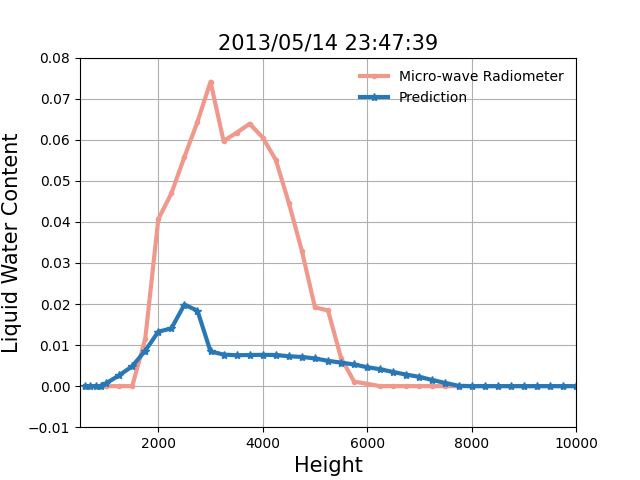 2013/05/14 23:47:39
Micro-wave Radiometer
Prediction
Liquid Water Content
0.08
0.07
0.06
0.05
0.04
0.03
0.02
0.01
0.00
−0.01
2000 4000 6000 8000 10000
Height